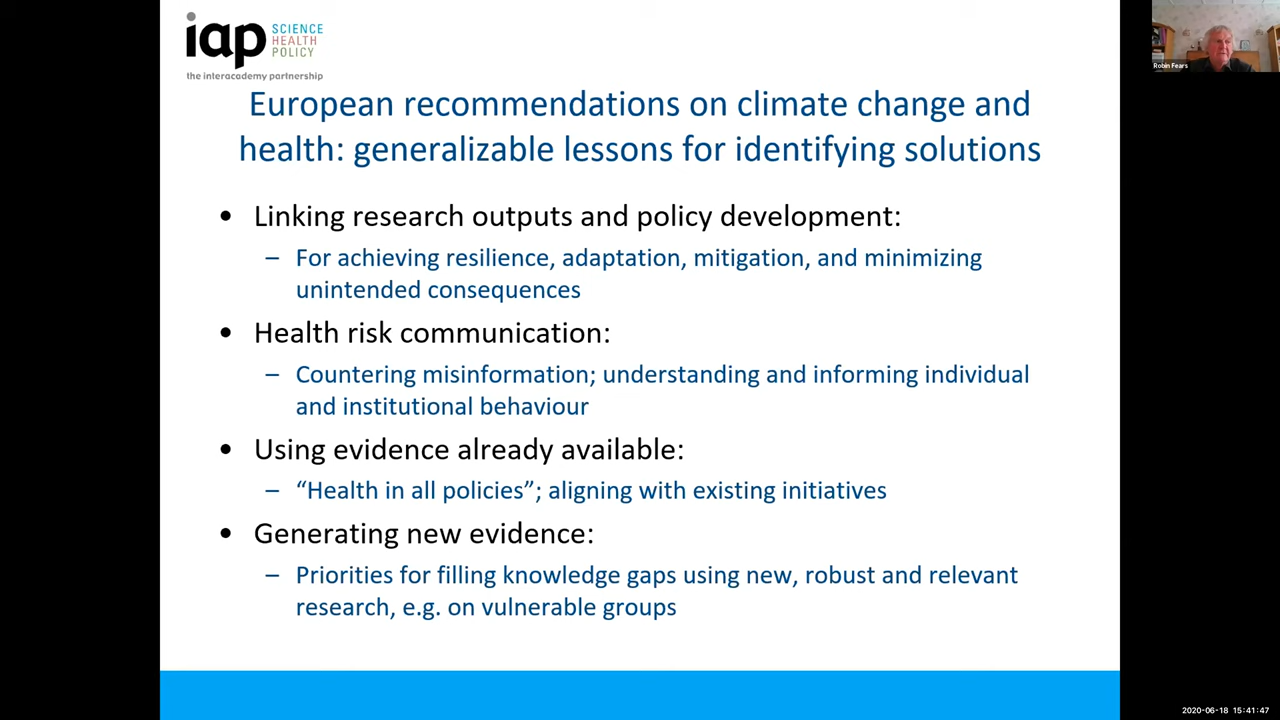 iap SCIENCE
HEALTH
POLICY
the interacademy partnership
Robin Fears
European recommendations on climate change and
health: generalizable lessons for identifying solutions
• Linking research outputs and policy development:
– For achieving resilience, adaptation, mitigation, and minimizing
unintended consequences
• Health risk communication:
– Countering misinformation; understanding and informing individual
and institutional behaviour
• Using evidence already available:
– “Health in all policies”; aligning with existing initiatives
• Generating new evidence:
– Priorities for filling knowledge gaps using new, robust and relevant
research, e.g. on vulnerable groups
2020-06-18 15:41:47